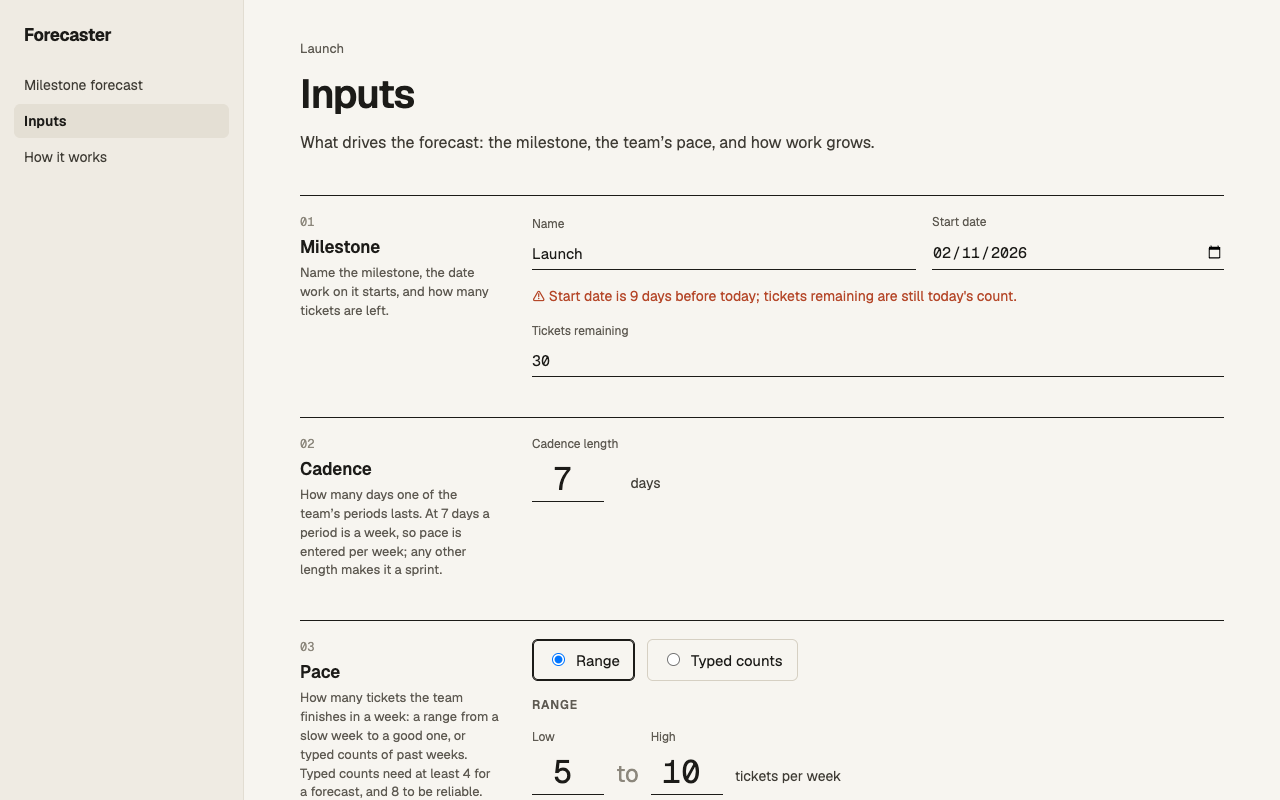 Forecaster
Milestone forecast
Inputs
How it works
Launch
Inputs
What drives the forecast: the milestone, the team’s pace, and how work grows.
01
Milestone
Name the milestone, the date
work on it starts, and how many
tickets are left.
Name
Launch
Start date
02/11/2026
Start date is 9 days before today; tickets remaining are still today's count.
Tickets remaining
30
02
Cadence
How many days one of the
team’s periods lasts. At 7 days a
period is a week, so pace is
entered per week; any other
length makes it a sprint.
Cadence length
7 days
03
Pace
How many tickets the team
finishes in a week: a range from a
slow week to a good one, or
typed counts of past weeks.
Typed counts need at least 4 for
a forecast, and 8 to be reliable.
Range
Typed counts
RANGE
Low
High
5 to 10 tickets per week